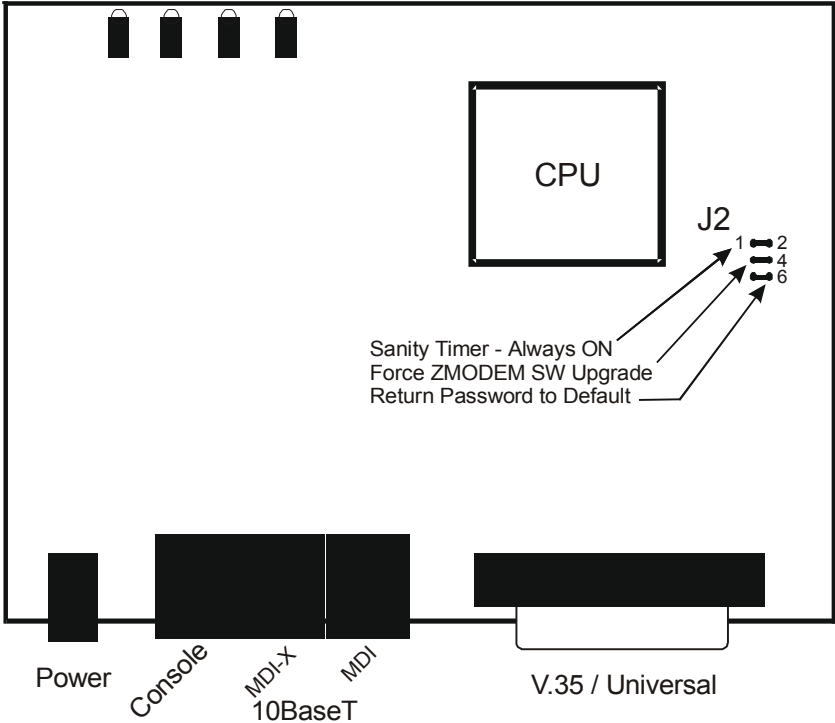 CPU
J2
1 2
4
6
Sanity Timer - Always ON
Force ZMODEM SW Upgrade
Return Password to Default
Power
Console
MDI-X
MDI
10BaseT
V.35 / Universal